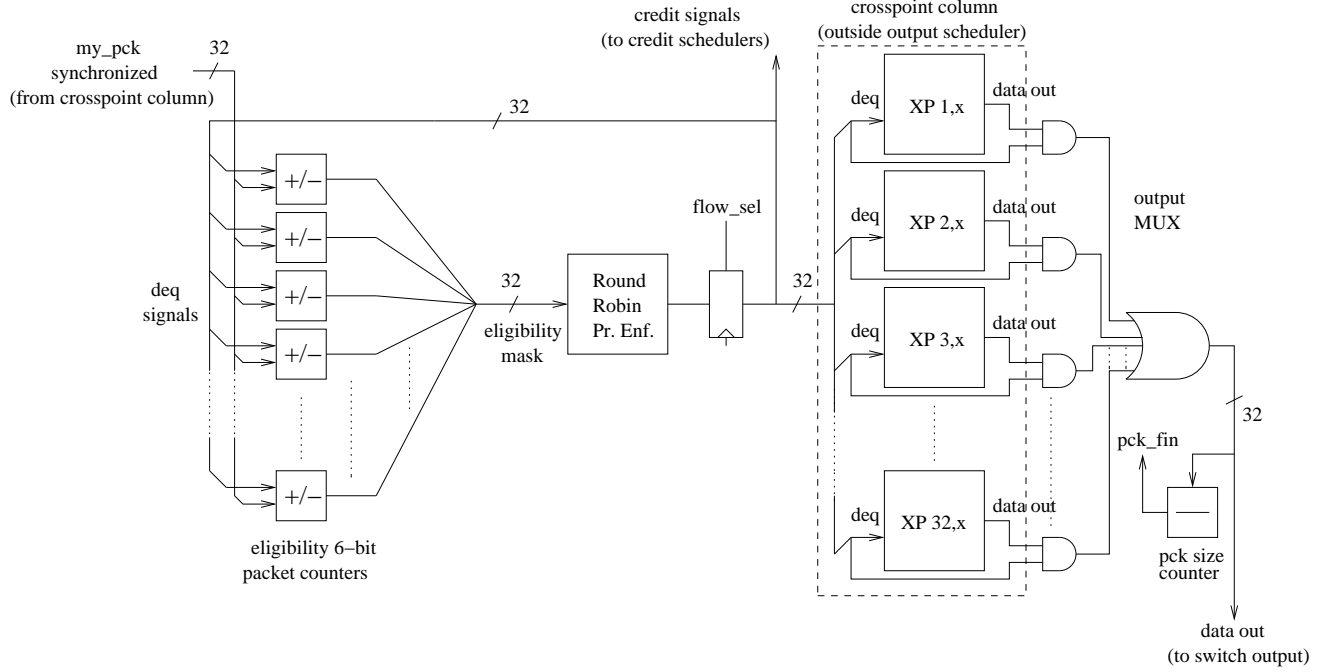 credit signals
(to credit schedulers)
crosspoint column
(outside output scheduler)
my_pck
synchronized
(from crosspoint column)
32
32
deq
XP 1,x
data out
+/−
+/−
+/−
+/−
+/−
deq
signals
eligibility 6−bit
packet counters
32
eligibility
mask
Round
Robin
Pr. Enf.
flow_sel
32
deq
XP 2,x
data out
deq
XP 3,x
data out
deq
XP 32,x
data out
output
MUX
32
pck_fin
pck size
counter
data out
(to switch output)